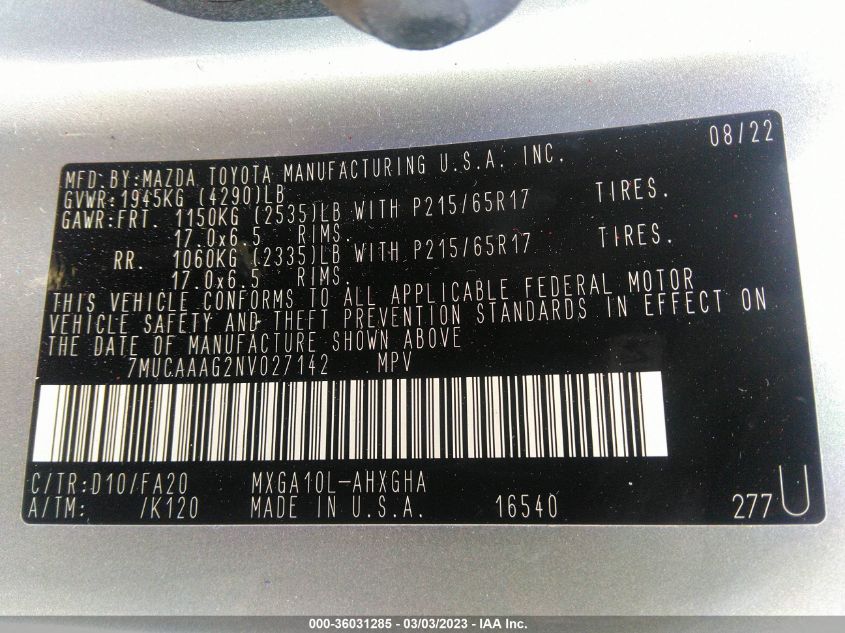 08/22
MFD.BY:MAZDA TOYOTA MANUFACTURING U.S.A. INC.
GVWR:1945KG (4290)LB
GAWR:FRT. 1150KG (2535)LB WITH P215/65R17 TIRES.
17.0x6.5 RIMS.
RR. 1060KG (2335)LB WITH P215/65R17 TIRES.
17.0x6.5 RIMS.
THIS VEHICLE CONFORMS TO ALL APPLICABLE FEDERAL MOTOR
VEHICLE SAFETY AND THEFT PREVENTION STANDARDS IN EFFECT ON
THE DATE OF MANUFACTURE SHOWN ABOVE
7MUCAAAG2NV027142 MPV
C/TR:D10/FA20 MXGA10L-AHXGHA
A/TM: /K120 MADE IN U.S.A. 16540 277 U
000-36031285 - 03/03/2023 - IAA Inc.